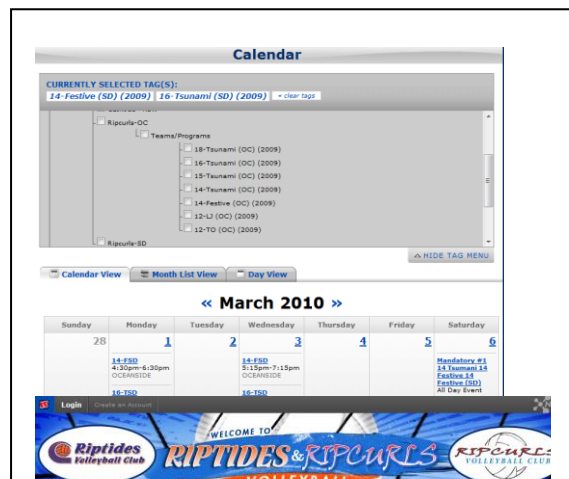 Calendar
CURRENTLY SELECTED TAG(S):
14-Festive (SD) (2009) 16-Tsunami (SD) (2009) × clear tags
Ripcurls-OC
Teams/Programs
18-Tsunami (OC) (2009)
16-Tsunami (OC) (2009)
15-Tsunami (OC) (2009)
14-Tsunami (OC) (2009)
14-Festive (OC) (2009)
12-LJ (OC) (2009)
12-TO (OC) (2009)
Ripcurls-SD
HIDE TAG MENU
Calendar View Month List View Day View
« March 2010 »
Sunday Monday Tuesday Wednesday Thursday Friday Saturday
28 1 2 3 4 5 6
14-FSD 14-FSD Mandatory #1
4:30pm-6:30pm 5:15pm-7:15pm 14 Tsumani 14
OCEANSIDE OCEANSIDE Festive 14
Festive (SD)
16-TSD 16-TSD All Day Event
Login Create an Account
WELCOME TO
Riptides RIPTIDES & RIPCURLS RIPCURLS
Volleyball Club VOLLEYBALL CLUB
VOLLEYBALL